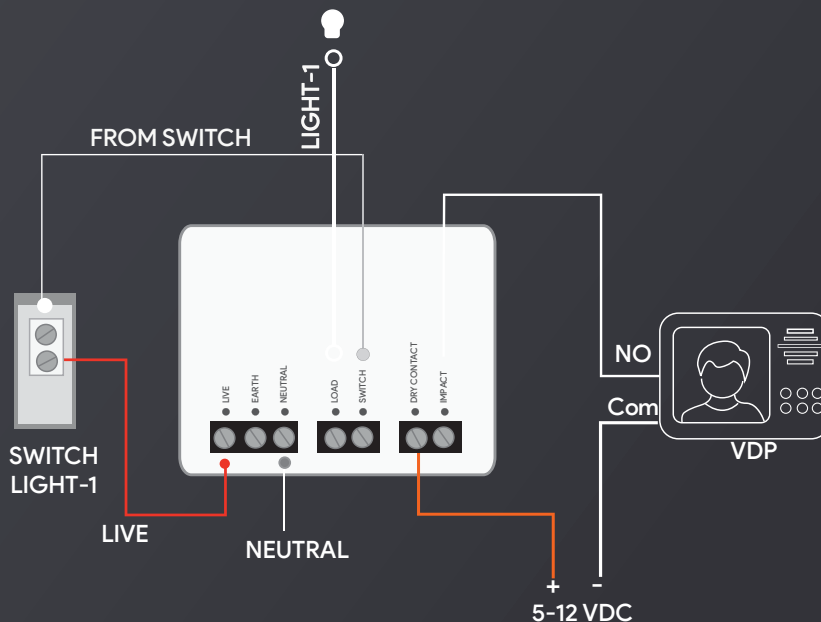 LIGHT-1
FROM SWITCH
LIVE
EARTH
NEUTRAL
LOAD
SWITCH
DRY CONTACT
IMPACT
NO
Com
VDP
SWITCH
LIGHT-1
LIVE
NEUTRAL
+ -
5-12 VDC